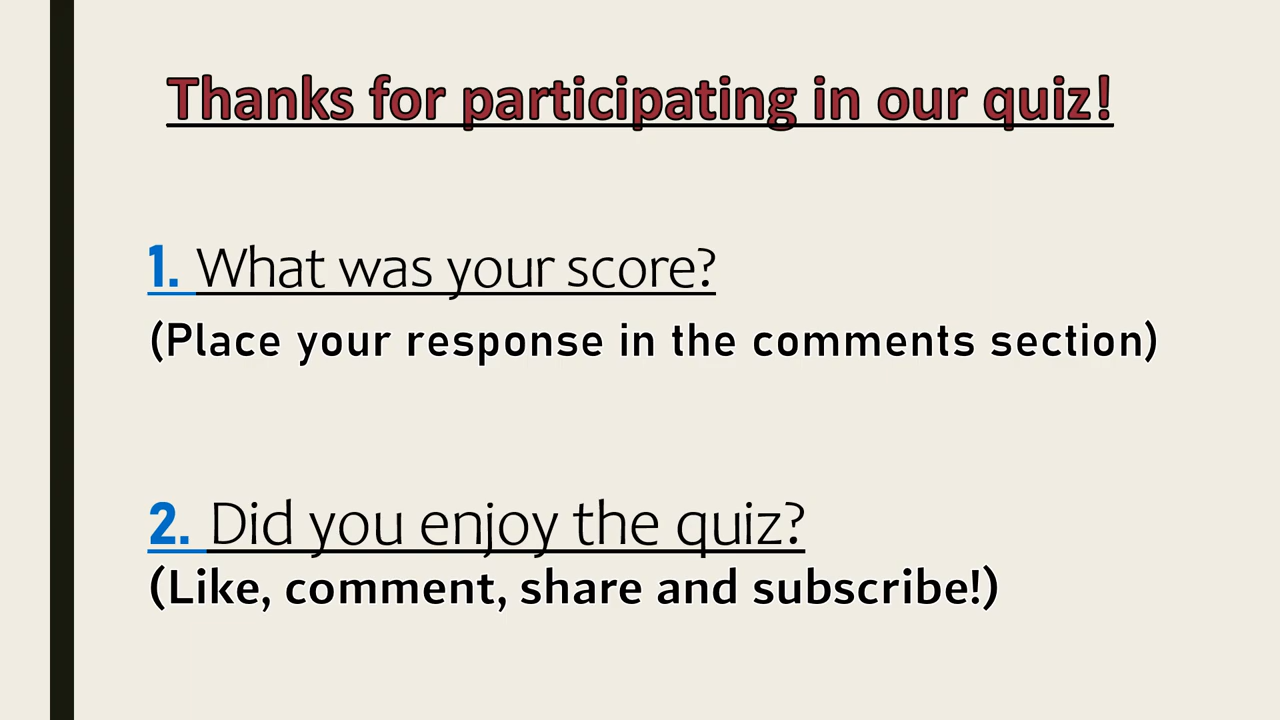 Thanks for participating in our quiz!
1. What was your score?
(Place your response in the comments section)
2. Did you enjoy the quiz?
(Like, comment, share and subscribe!)